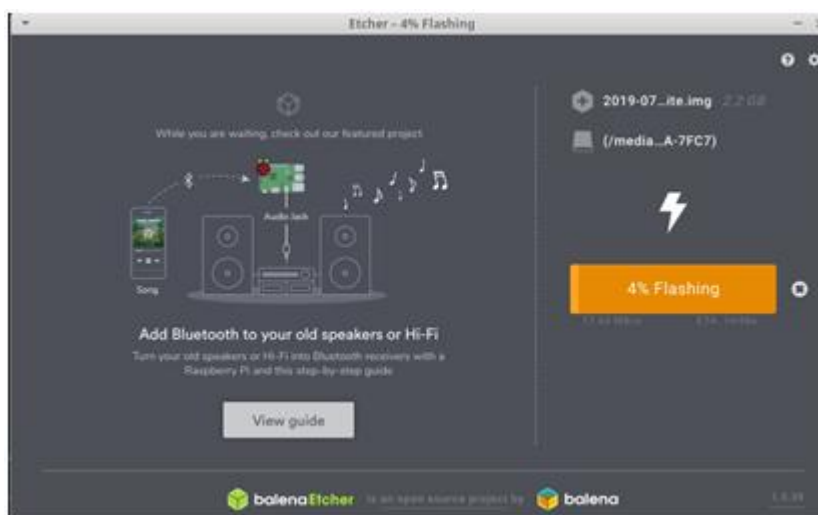 Etcher - 4% Flashing
While you are waiting, check out our featured project
Audio Jack
Song
Add Bluetooth to your old speakers or Hi-Fi
Turn your old speakers or Hi-Fi into Bluetooth receivers with a
Raspberry Pi and this step-by-step guide
View guide
2019-07...ite.img 2.2 GB
(/media...A-7FC7)
4% Flashing
balenaEtcher is an open source project by balena